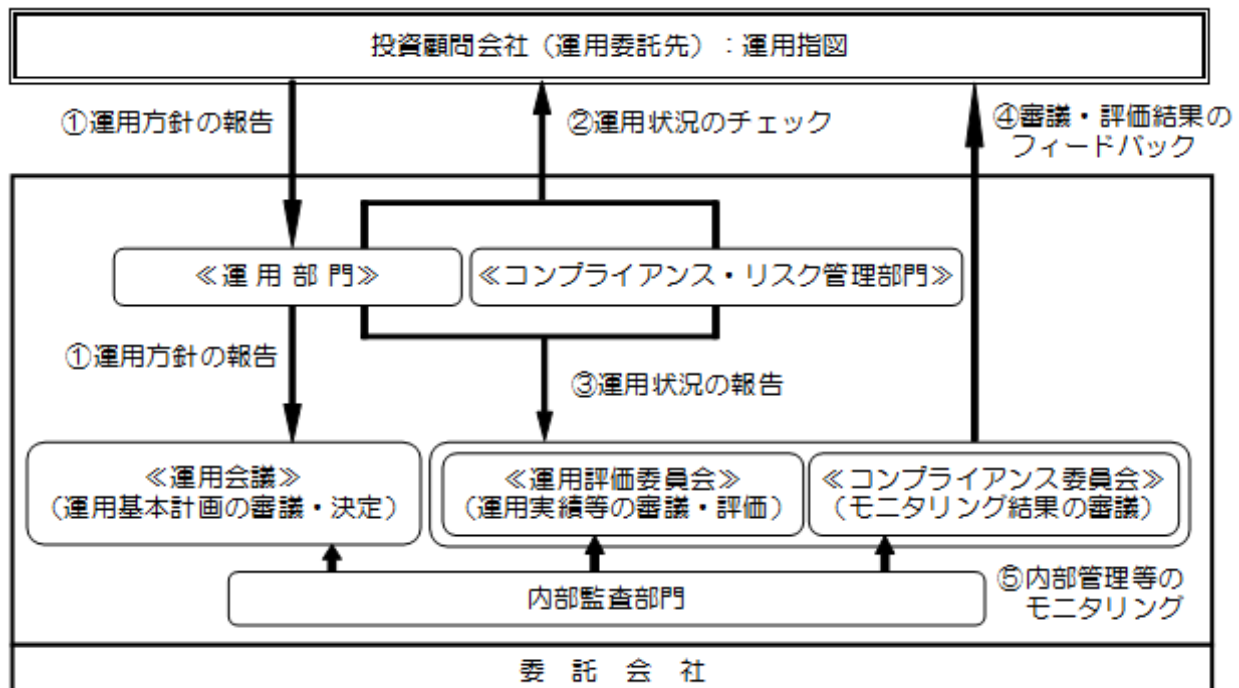 投資顧問会社（運用委託先）：運用指図
①運用方針の報告
②運用状況のチェック
④審議・評価結果の
フィードバック
≪運 用 部 門≫
≪コンプライアンス・リスク管理部門≫
①運用方針の報告
③運用状況の報告
≪運用会議≫
（運用基本計画の審議・決定）
≪運用評価委員会≫
（運用実績等の審議・評価）
≪コンプライアンス委員会≫
（モニタリング結果の審議）
内部監査部門
⑤内部管理等の
モニタリング
委 託 会 社